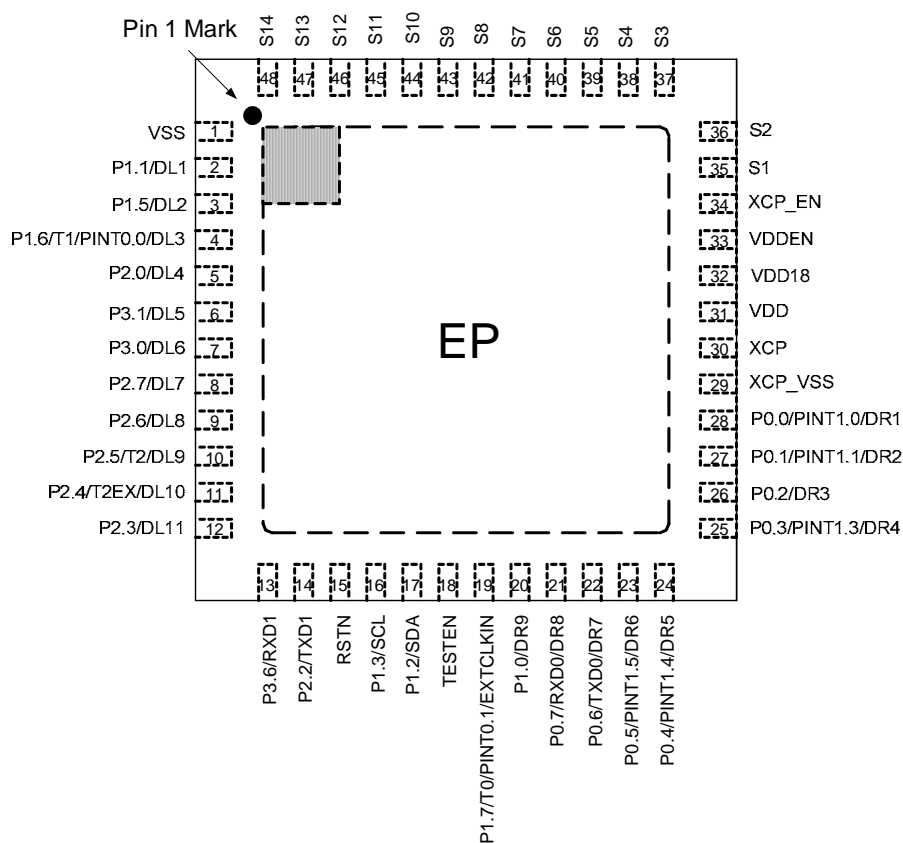 Pin 1 Mark
S14
S13
S12
S11
S10
S9
S8
S7
S6
S5
S4
S3
48
47
46
45
44
43
42
41
40
39
38
37
VSS 1
P1.1/DL1 2
P1.5/DL2 3
P1.6/T1/PINT0.0/DL3 4
P2.0/DL4 5
P3.1/DL5 6
P3.0/DL6 7
P2.7/DL7 8
P2.6/DL8 9
P2.5/T2/DL9 10
P2.4/T2EX/DL10 11
P2.3/DL11 12
EP
36 S2
35 S1
34 XCP_EN
33 VDDEN
32 VDD18
31 VDD
30 XCP
29 XCP_VSS
28 P0.0/PINT1.0/DR1
27 P0.1/PINT1.1/DR2
26 P0.2/DR3
25 P0.3/PINT1.3/DR4
13
14
15
16
17
18
19
20
21
22
23
24
P3.6/RXD1
P2.2/TXD1
RSTN
P1.3/SCL
P1.2/SDA
TESTEN
P1.7/T0/PINT0.1/EXTCLKIN
P1.0/DR9
P0.7/RXD0/DR8
P0.6/TXD0/DR7
P0.5/PINT1.5/DR6
P0.4/PINT1.4/DR5